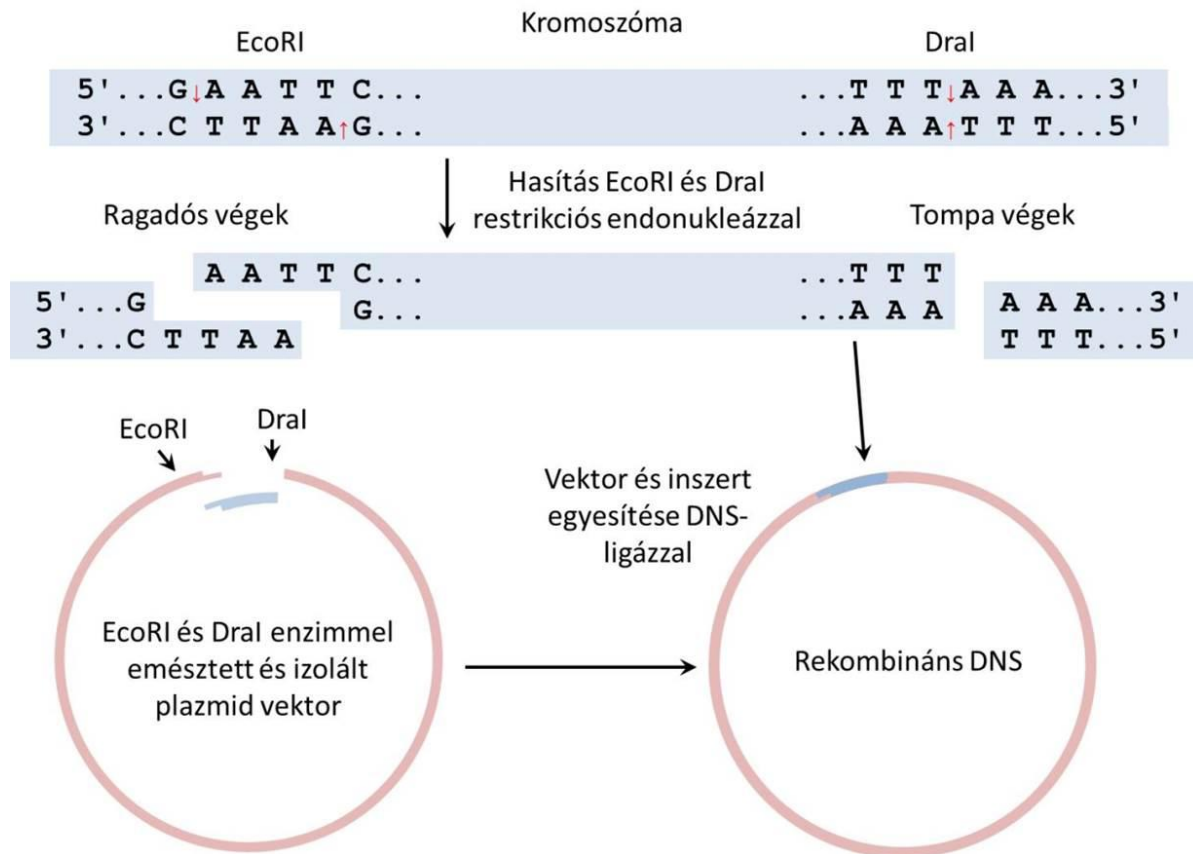 Kromoszóma
EcoRI
DraI
5'...G↓A A T T C...
...T T T↓A A A...3'
3'...C T T A A↑G...
...A A A↑T T T...5'
Hasítás EcoRI és DraI
restrikciós endonukleázzal
Ragadós végek
Tompa végek
A A T T C...
...T T T
5'...G
G...
...A A A
A A A...3'
3'...C T T A A
T T T...5'
EcoRI
DraI
Vektor és inszert
egyesítése DNS-
ligázzal
EcoRI és DraI enzimmel
emésztett és izolált
plazmid vektor
Rekombináns DNS